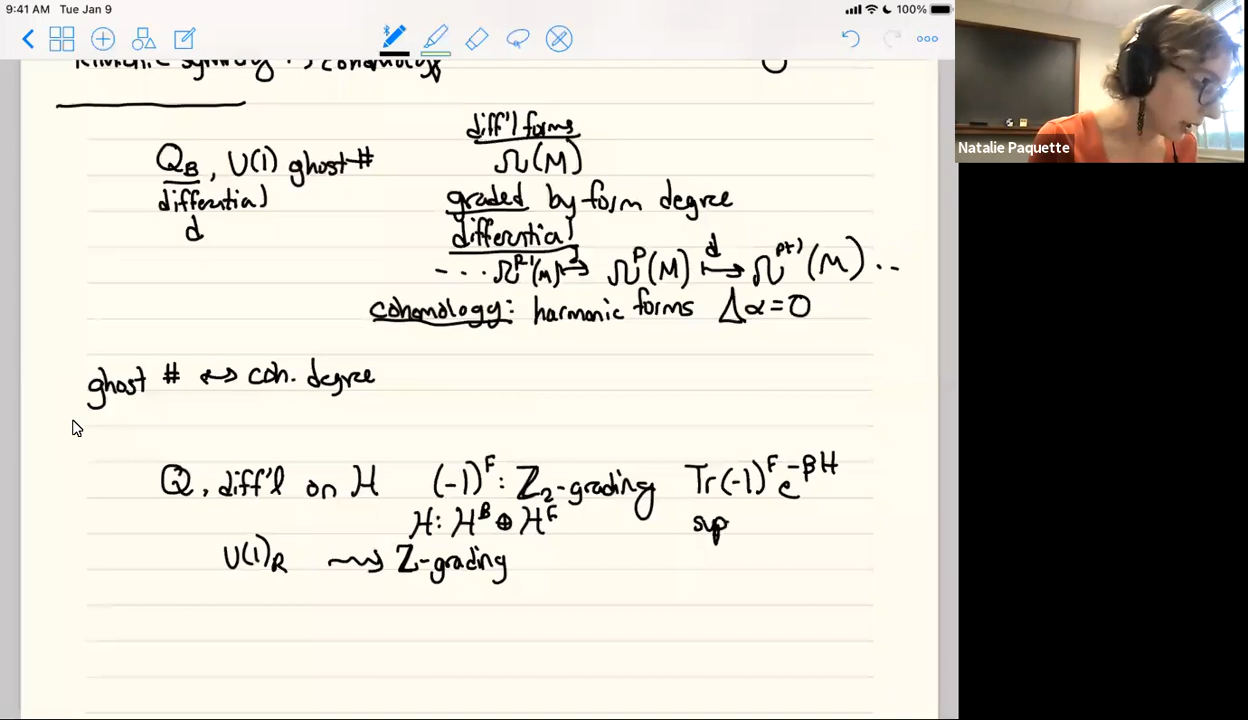 9:41 AM Tue Jan 9
100%
Natalie Paquette
cohomology
diff'l forms
Ω(M)
Q_B, U(1) ghost #
differential
d
graded by form degree
differential
--- Ω^{p-1}(M) ↦ Ω^p(M) ↦^d Ω^{p+1}(M) ..
cohomology: harmonic forms Δα=0
ghost # ↔ coh. degree
Q, diff'l on H (-1)^F: Z_2-grading Tr(-1)^F e^{-βH}
H: H^B ⊕ H^F sup
U(1)_R ⇝ Z-grading